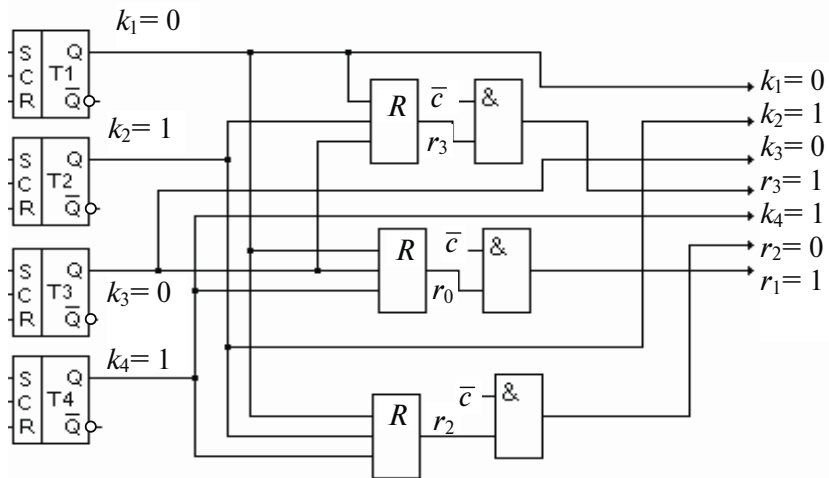 k₁= 0
S Q
C T1
R Q̅
k₂= 1
S Q
C T2
R Q̅
S Q
C T3
R Q̅
k₃= 0
k₄= 1
S Q
C T4
R Q̅
R
r₃
c̅
&
R
r₀
c̅
&
R
r₂
c̅
&
k₁= 0
k₂= 1
k₃= 0
r₃= 1
k₄= 1
r₂= 0
r₁= 1